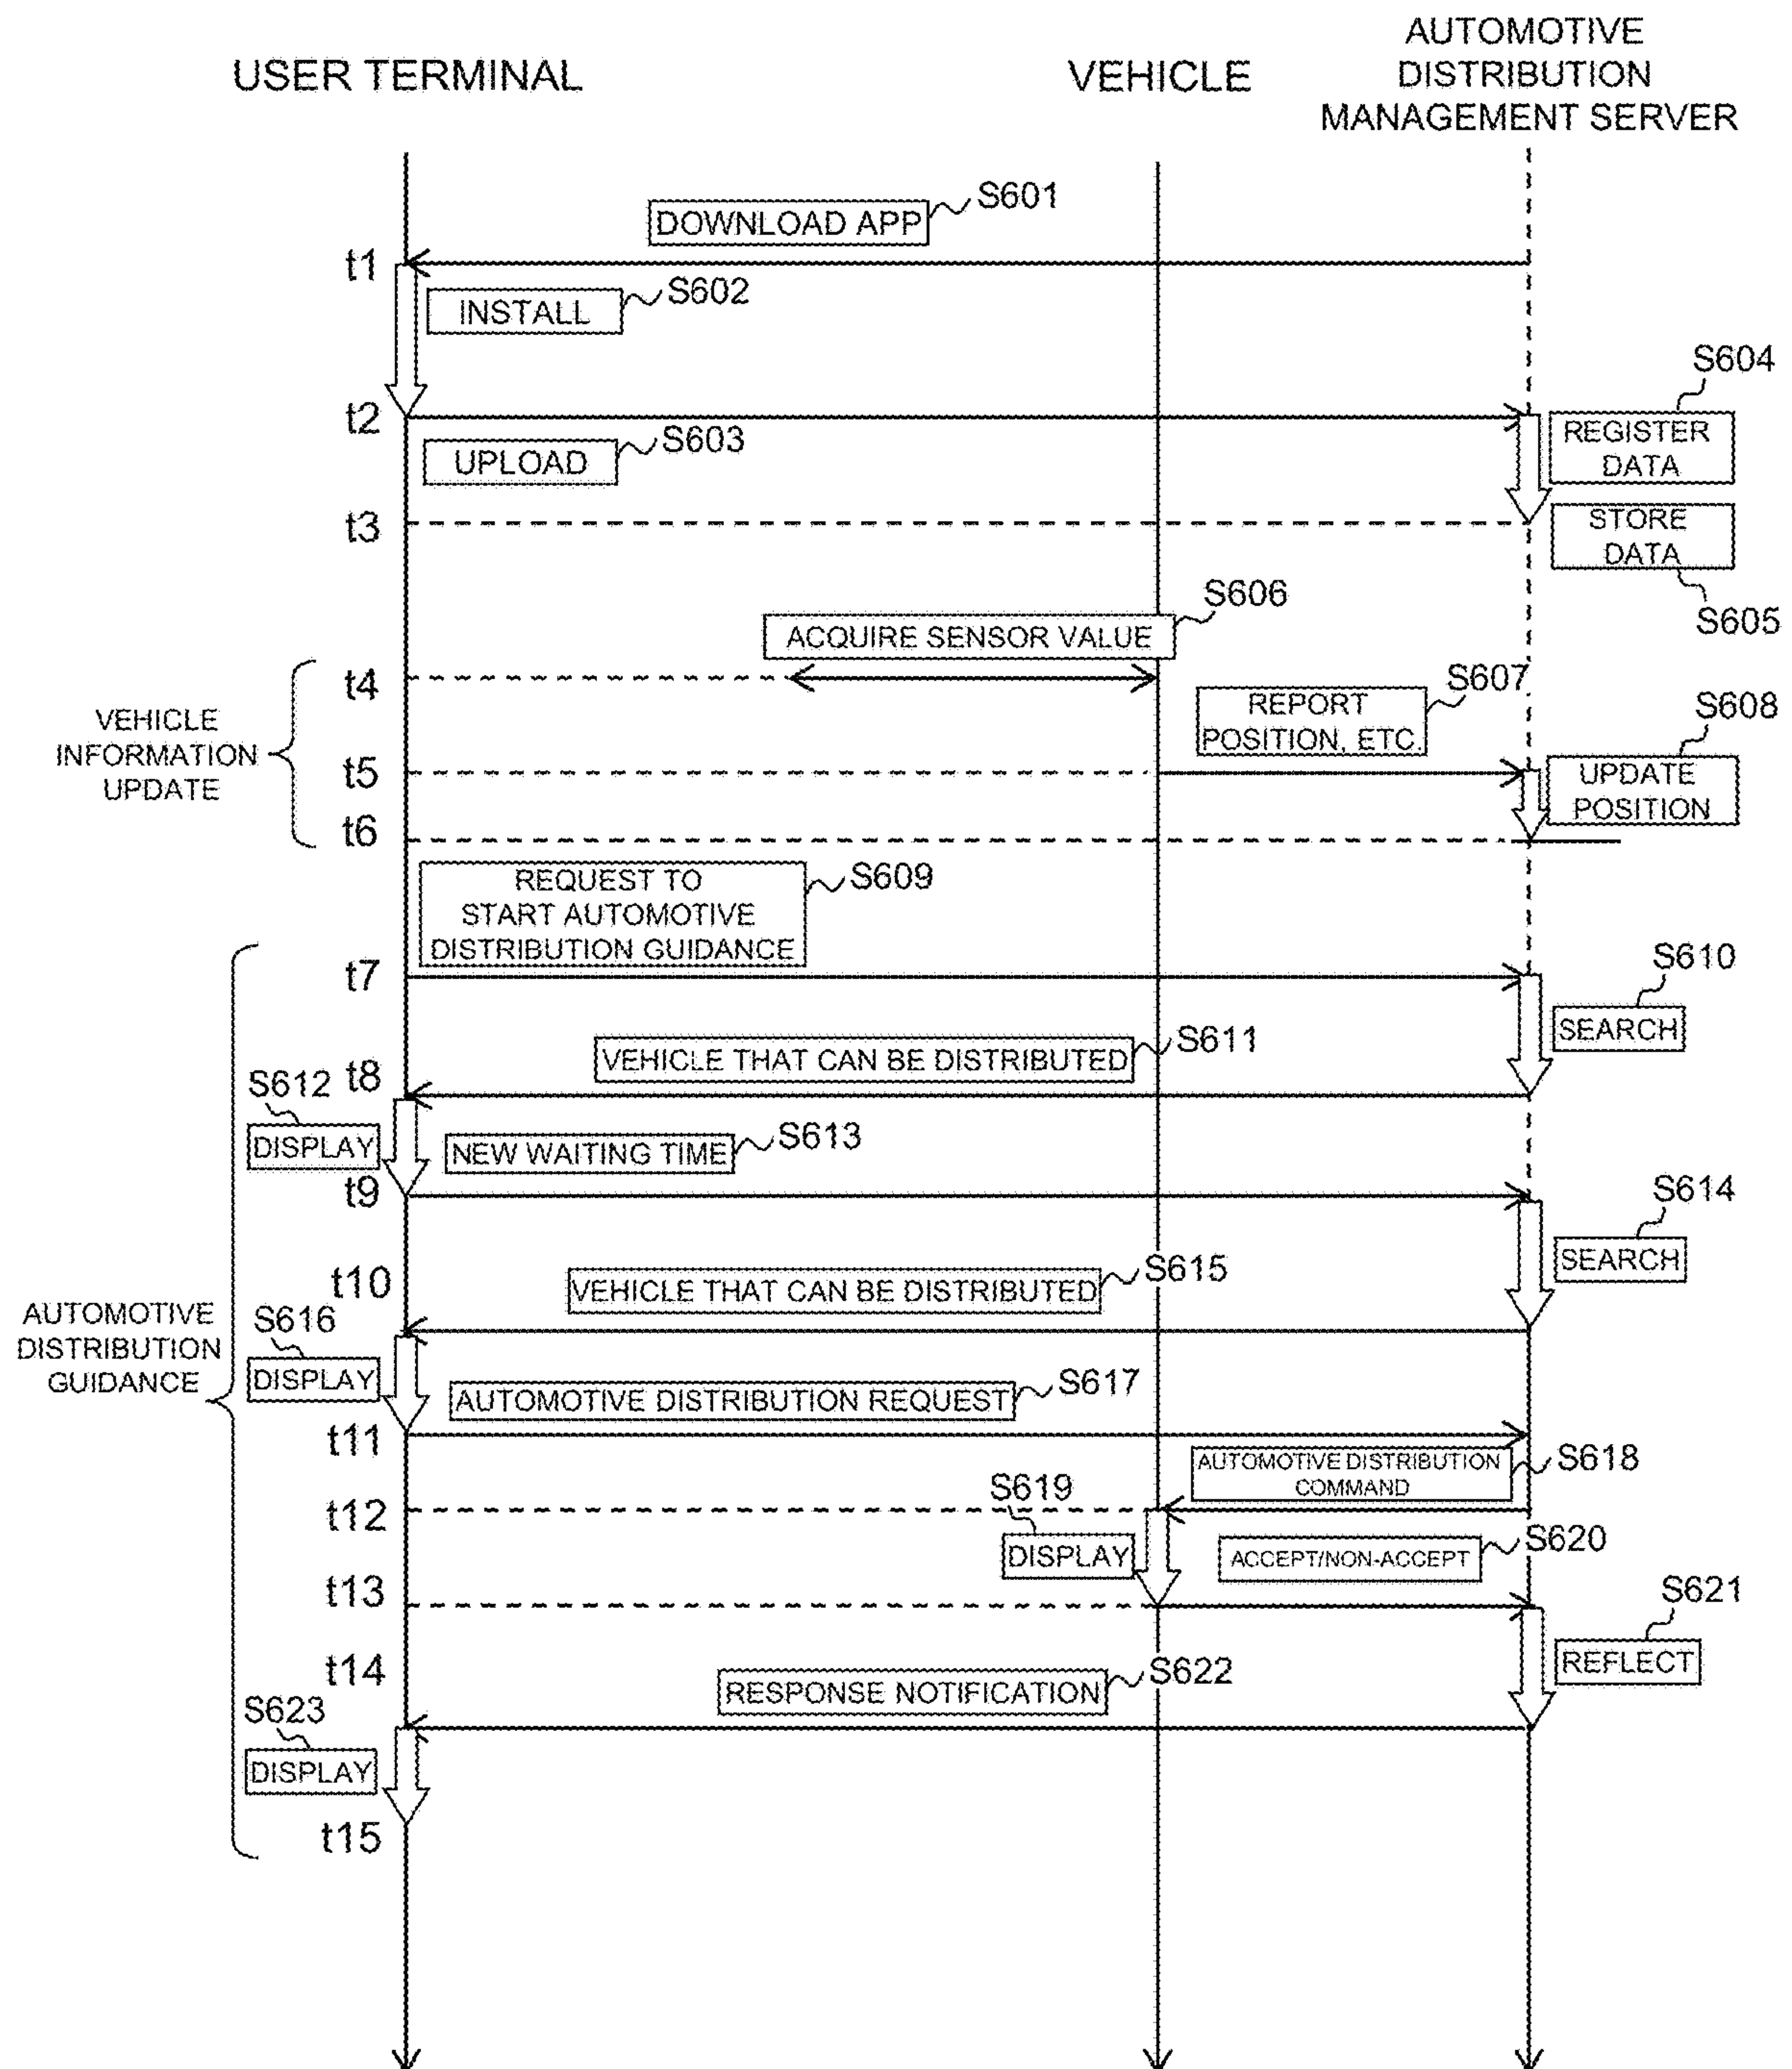 USER TERMINAL
VEHICLE
AUTOMOTIVE
DISTRIBUTION
MANAGEMENT SERVER
DOWNLOAD APP
S601
t1
INSTALL
S602
t2
UPLOAD
S603
S604
REGISTER
DATA
t3
STORE
DATA
S605
ACQUIRE SENSOR VALUE
S606
t4
VEHICLE
INFORMATION
UPDATE
REPORT
POSITION, ETC.
S607
S608
t5
UPDATE
POSITION
t6
REQUEST TO
START AUTOMOTIVE
DISTRIBUTION GUIDANCE
S609
t7
S610
SEARCH
VEHICLE THAT CAN BE DISTRIBUTED
S611
t8
S612
DISPLAY
NEW WAITING TIME
S613
t9
S614
SEARCH
t10
VEHICLE THAT CAN BE DISTRIBUTED
S615
AUTOMOTIVE
DISTRIBUTION
GUIDANCE
S616
DISPLAY
AUTOMOTIVE DISTRIBUTION REQUEST
S617
t11
AUTOMOTIVE DISTRIBUTION
COMMAND
S618
t12
S619
DISPLAY
ACCEPT/NON-ACCEPT
S620
t13
S621
REFLECT
t14
RESPONSE NOTIFICATION
S622
S623
DISPLAY
t15